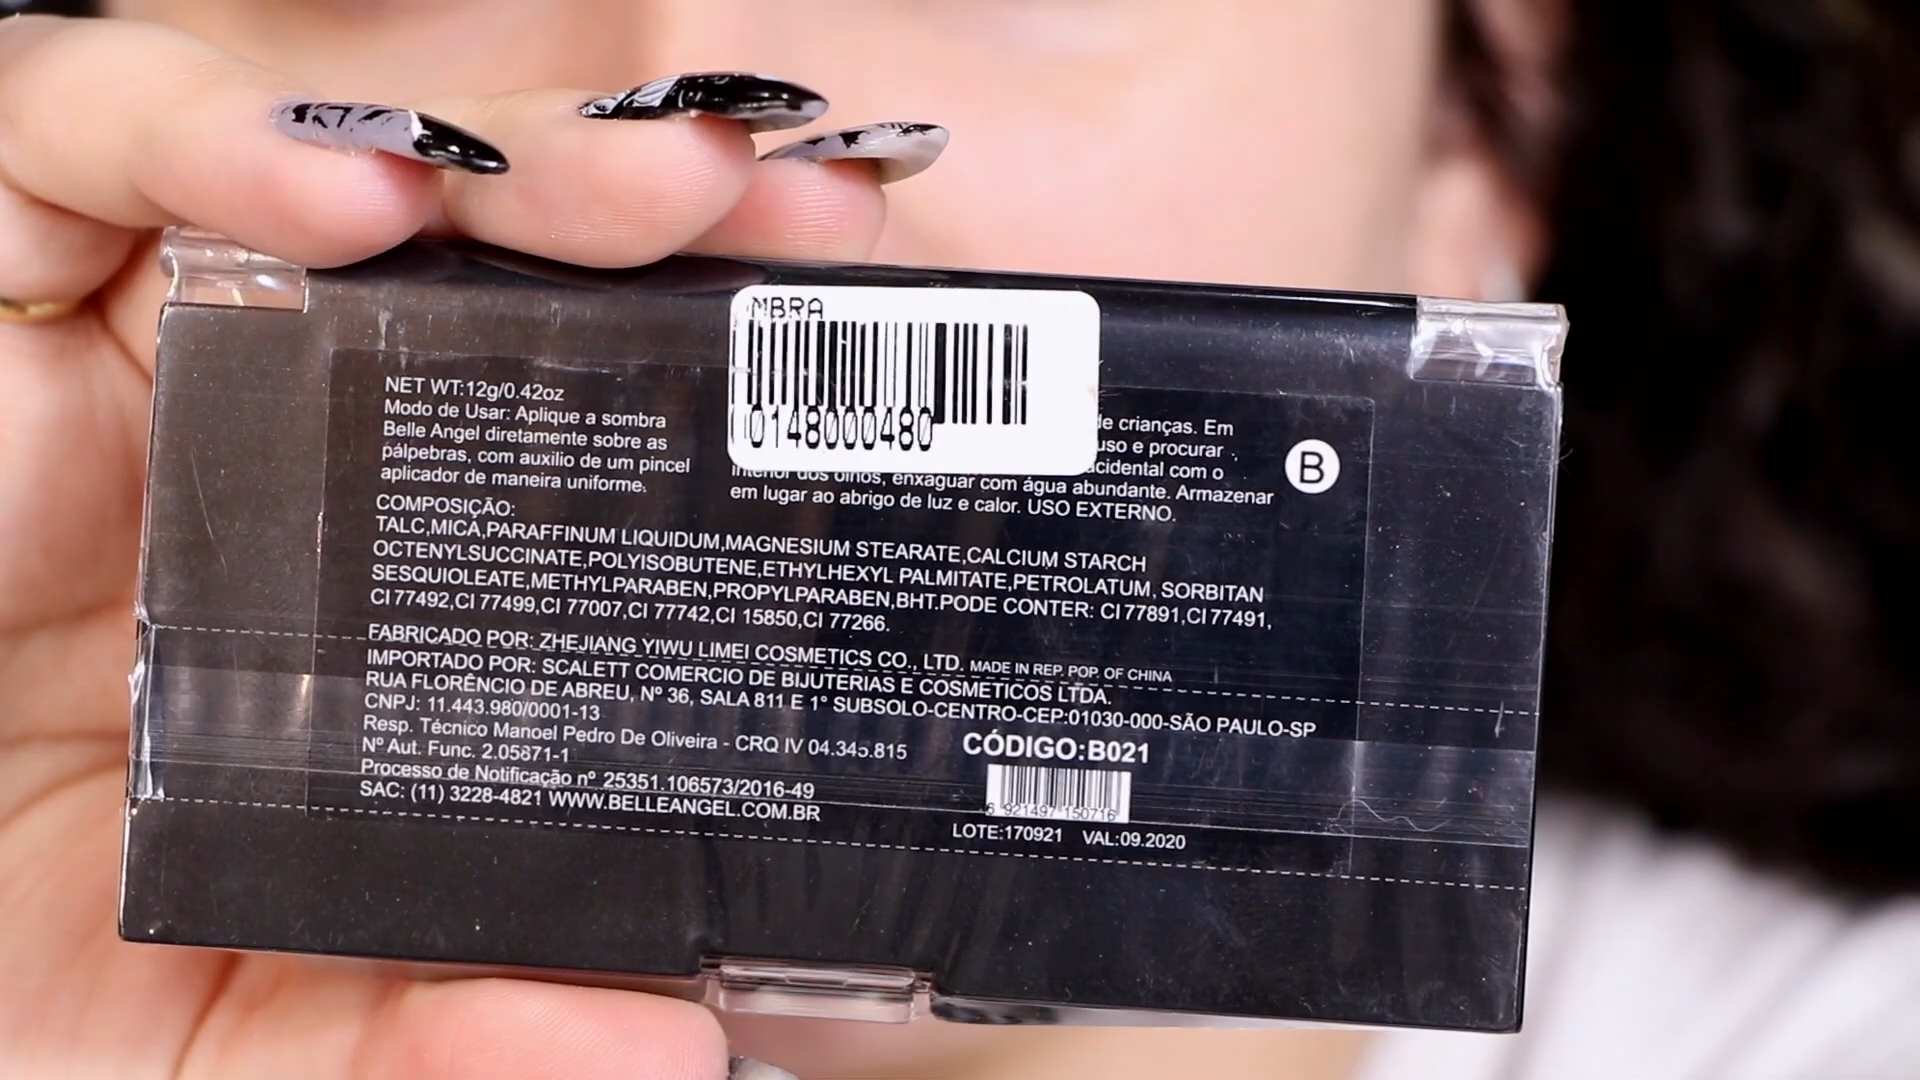 MBRA
0148000480
NET WT:12g/0.42oz
Modo de Usar: Aplique a sombra
Belle Angel diretamente sobre as
pálpebras, com auxilio de um pincel
aplicador de maneira uniforme.
de crianças. Em
uso e procurar
acidental com o
interior dos olhos, enxaguar com água abundante. Armazenar
em lugar ao abrigo de luz e calor. USO EXTERNO.
B
COMPOSIÇÃO:
TALC,MICA,PARAFFINUM LIQUIDUM,MAGNESIUM STEARATE,CALCIUM STARCH
OCTENYLSUCCINATE,POLYISOBUTENE,ETHYLHEXYL PALMITATE,PETROLATUM, SORBITAN
SESQUIOLEATE,METHYLPARABEN,PROPYLPARABEN,BHT.PODE CONTER: CI 77891,CI 77491,
CI 77492,CI 77499,CI 77007,CI 77742,CI 15850,CI 77266.
FABRICADO POR: ZHEJIANG YIWU LIMEI COSMETICS CO., LTD. MADE IN REP. POP. OF CHINA
IMPORTADO POR: SCALETT COMERCIO DE BIJUTERIAS E COSMETICOS LTDA.
RUA FLORÊNCIO DE ABREU, Nº 36, SALA 811 E 1° SUBSOLO-CENTRO-CEP:01030-000-SÃO PAULO-SP
CNPJ: 11.443.980/0001-13
Resp. Técnico Manoel Pedro De Oliveira - CRQ IV 04.345.815
Nº Aut. Func. 2.05871-1
Processo de Notificação nº 25351.106573/2016-49
SAC: (11) 3228-4821 WWW.BELLEANGEL.COM.BR
CÓDIGO:B021
6 921497 150716
LOTE:170921 VAL:09.2020